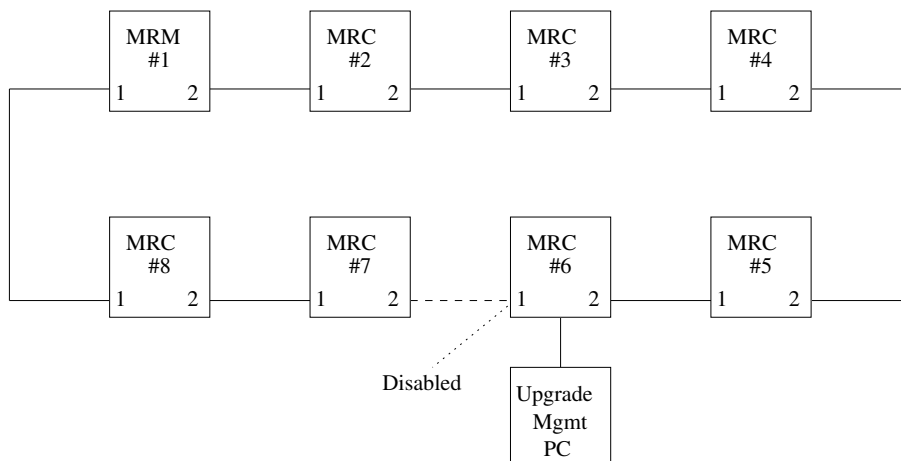 MRM
#1
1 2
MRC
#2
1 2
MRC
#3
1 2
MRC
#4
1 2
MRC
#8
1 2
MRC
#7
1 2
MRC
#6
1 2
MRC
#5
1 2
Disabled
Upgrade
Mgmt
PC